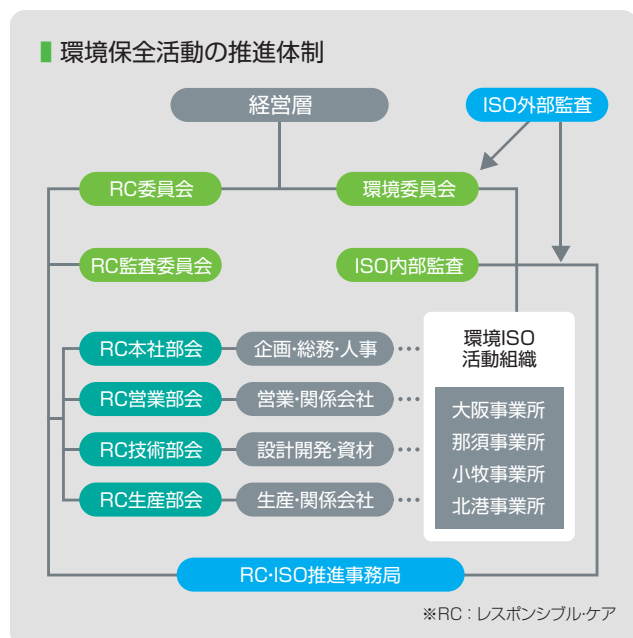 環境保全活動の推進体制
経営層
ISO外部監査
RC委員会
環境委員会
RC監査委員会
ISO内部監査
RC本社部会
企画・総務・人事
RC営業部会
営業・関係会社
RC技術部会
設計開発・資材
RC生産部会
生産・関係会社
環境ISO
活動組織
大阪事業所
那須事業所
小牧事業所
北港事業所
RC・ISO推進事務局
※RC：レスポンシブル・ケア